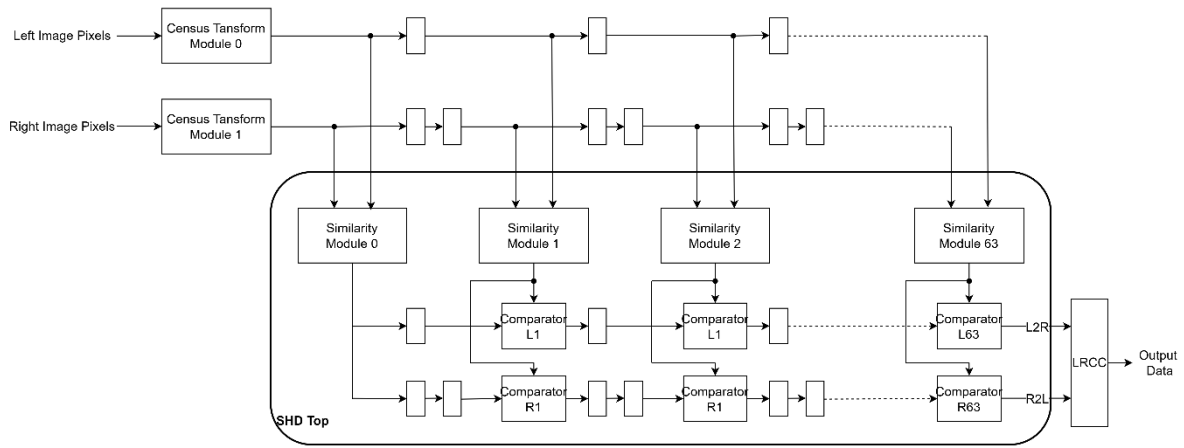 Left Image Pixels
Census Tansform
Module 0
Right Image Pixels
Census Tansform
Module 1
Similarity
Module 0
Similarity
Module 1
Similarity
Module 2
Similarity
Module 63
Comparator
L1
Comparator
L1
Comparator
L63
L2R
LRCC
Output
Data
Comparator
R1
Comparator
R1
Comparator
R63
R2L
SHD Top